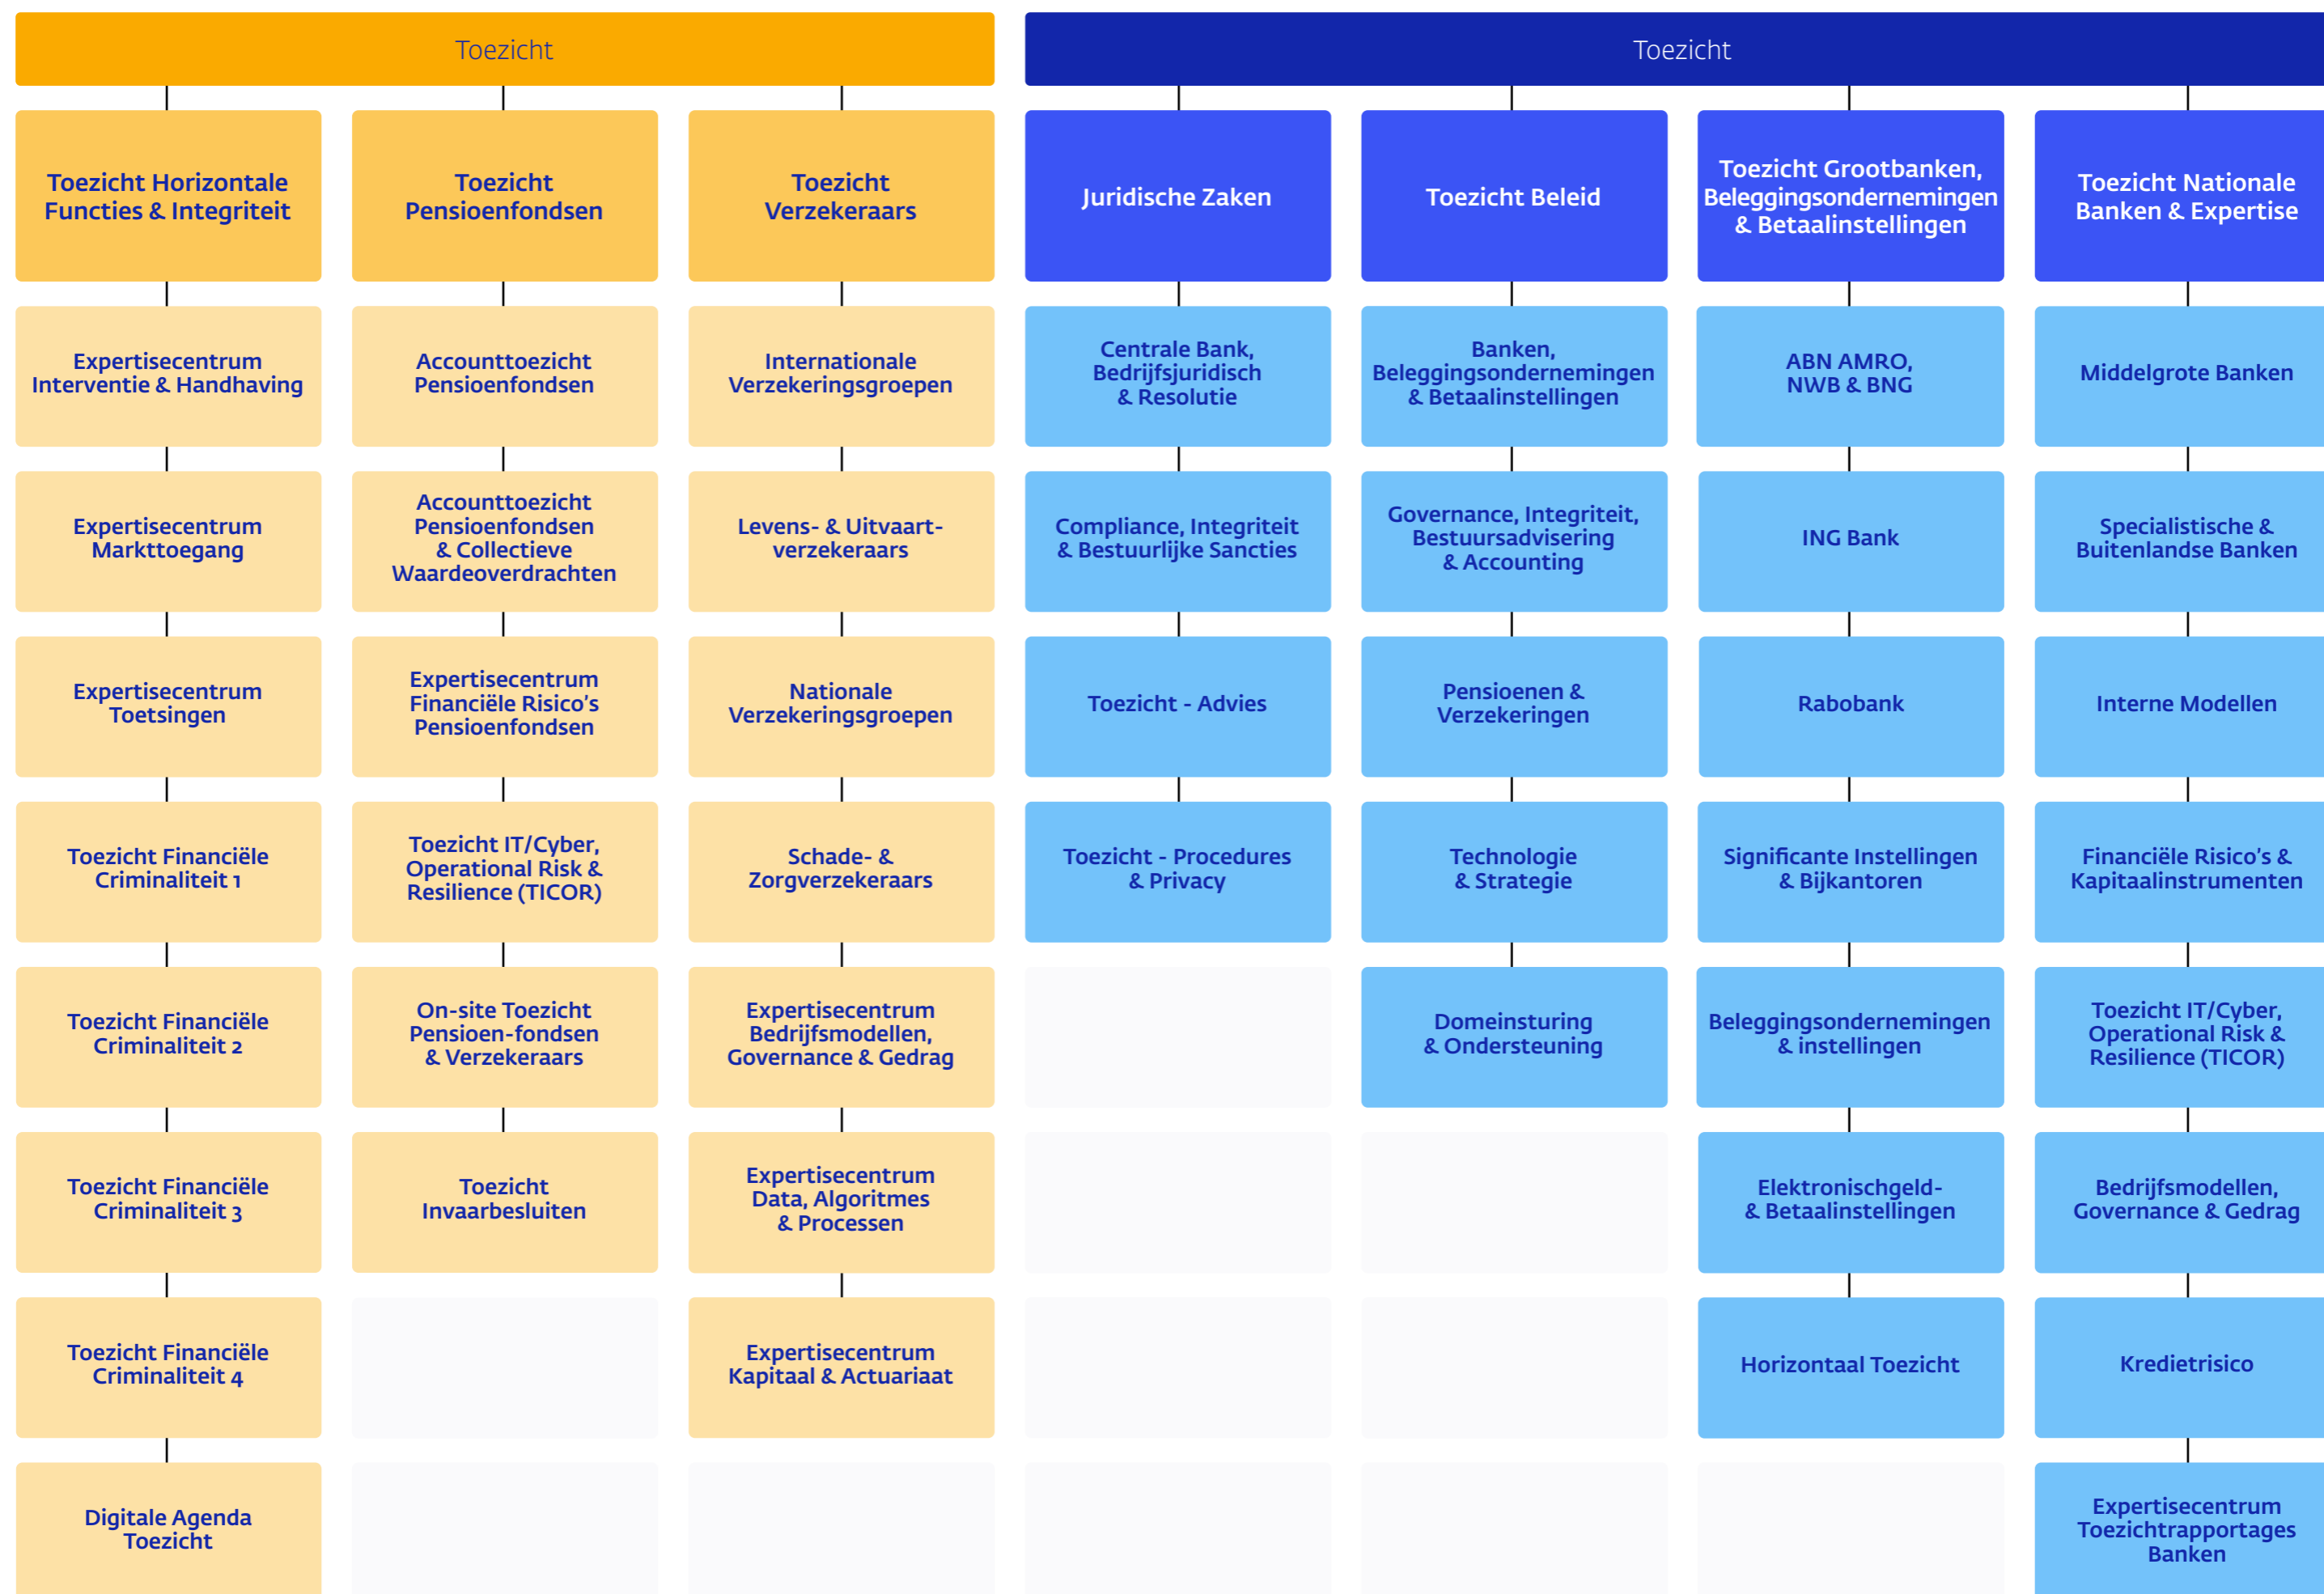 Toezicht
Toezicht Horizontale
Functies & Integriteit
Expertisecentrum
Interventie & Handhaving
Expertisecentrum
Markttoegang
Expertisecentrum
Toetsingen
Toezicht Financiële
Criminaliteit 1
Toezicht Financiële
Criminaliteit 2
Toezicht Financiële
Criminaliteit 3
Toezicht Financiële
Criminaliteit 4
Digitale Agenda
Toezicht
Toezicht
Pensioenfondsen
Accounttoezicht
Pensioenfondsen
Accounttoezicht
Pensioenfondsen
& Collectieve
Waardeoverdrachten
Expertisecentrum
Financiële Risico's
Pensioenfondsen
Toezicht IT/Cyber,
Operational Risk &
Resilience (TICOR)
On-site Toezicht
Pensioen-fondsen
& Verzekeraars
Toezicht
Invaarbesluiten
Toezicht
Verzekeraars
Internationale
Verzekeringsgroepen
Levens- & Uitvaart-
verzekeraars
Nationale
Verzekeringsgroepen
Schade- &
Zorgverzekeraars
Expertisecentrum
Bedrijfsmodellen,
Governance & Gedrag
Expertisecentrum
Data, Algoritmes
& Processen
Expertisecentrum
Kapitaal & Actuariaat
Toezicht
Juridische Zaken
Centrale Bank,
Bedrijfsjuridisch
& Resolutie
Compliance, Integriteit
& Bestuurlijke Sancties
Toezicht - Advies
Toezicht - Procedures
& Privacy
Toezicht Beleid
Banken,
Beleggingsondernemingen
& Betaalinstellingen
Governance, Integriteit,
Bestuursadvisering
& Accounting
Pensioenen &
Verzekeringen
Technologie
& Strategie
Domeinsturing
& Ondersteuning
Toezicht Grootbanken,
Beleggingsondernemingen
& Betaalinstellingen
ABN AMRO,
NWB & BNG
ING Bank
Rabobank
Significante Instellingen
& Bijkantoren
Beleggingsondernemingen
& instellingen
Elektronischgeld-
& Betaalinstellingen
Horizontaal Toezicht
Toezicht Nationale
Banken & Expertise
Middelgrote Banken
Specialistische &
Buitenlandse Banken
Interne Modellen
Financiële Risico's &
Kapitaalinstrumenten
Toezicht IT/Cyber,
Operational Risk &
Resilience (TICOR)
Bedrijfsmodellen,
Governance & Gedrag
Kredietrisico
Expertisecentrum
Toezichtrapportages
Banken